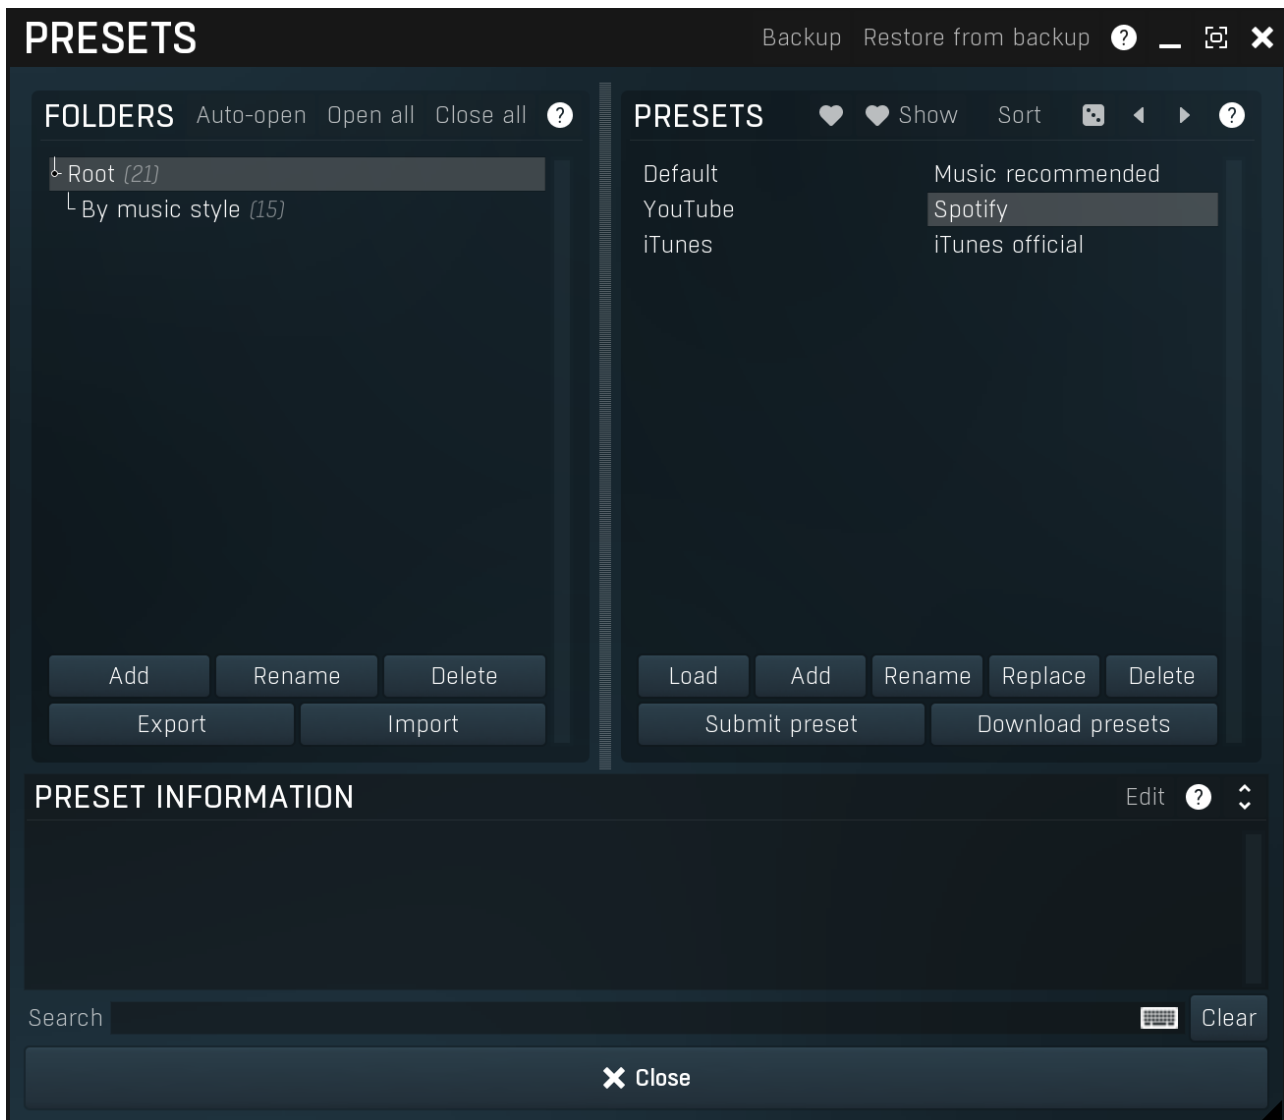 PRESETS Backup Restore from backup ?
FOLDERS Auto-open Open all Close all ?
Root (21)
By music style (15)
Add Rename Delete
Export Import
PRESETS Show Sort ?
Default Music recommended
YouTube Spotify
iTunes iTunes official
Load Add Rename Replace Delete
Submit preset Download presets
PRESET INFORMATION Edit ?
Search Clear
Close